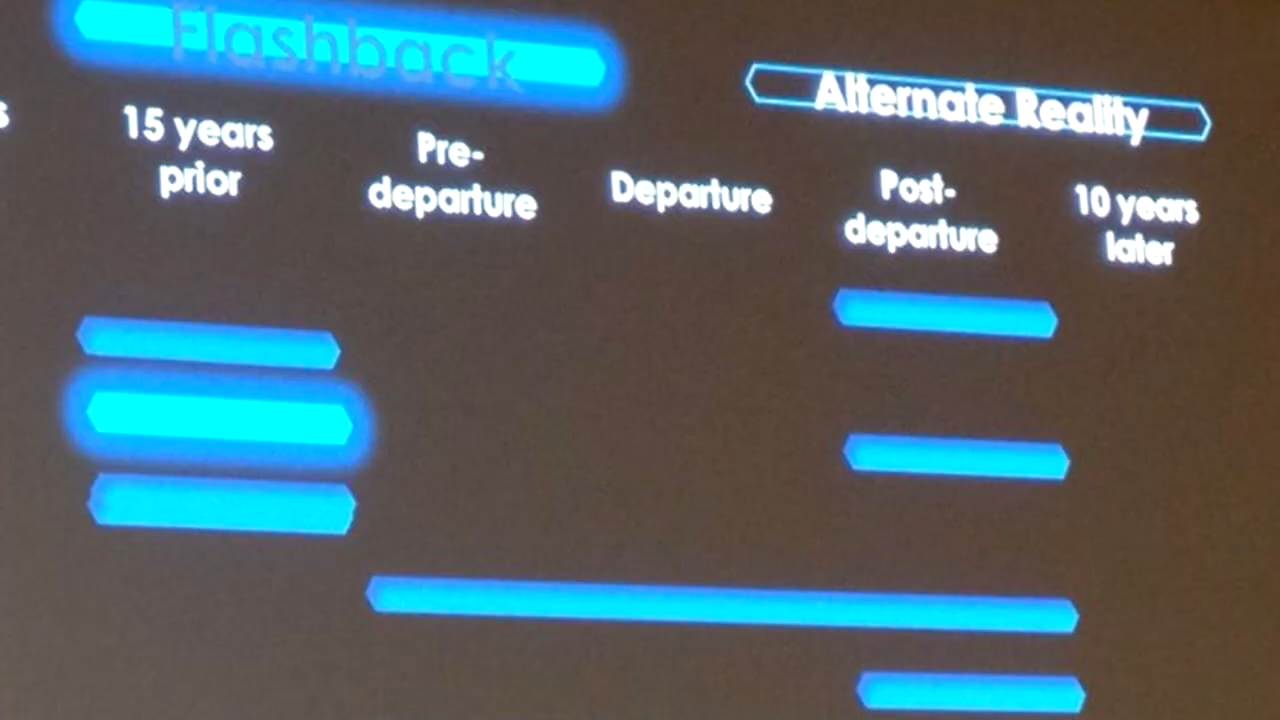 Flashback
Alternate Reality
s
15 years
prior
Pre-
departure
Departure
Post-
departure
10 years
later